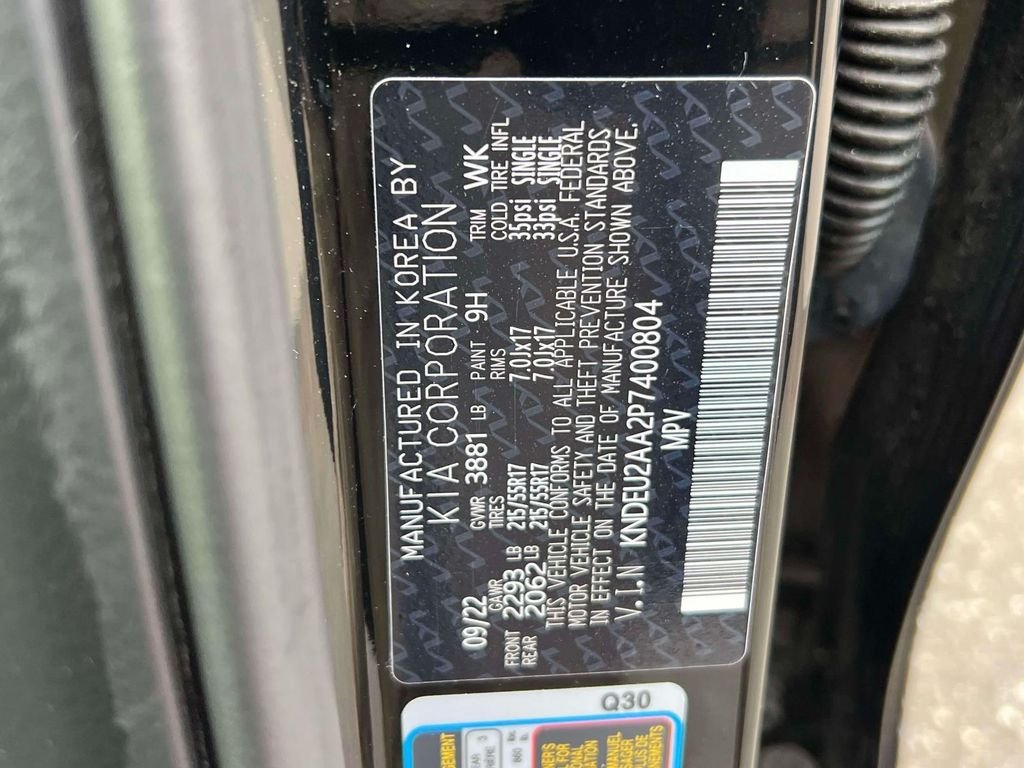 MANUFACTURED IN KOREA BY
KIA CORPORATION
09/22 GVWR 3881 LB PAINT 9H TRIM WK
GAWR TIRES RIMS COLD TIRE INFL
FRONT 2293 LB 215/55R17 7.0Jx17 35psi SINGLE
REAR 2062 LB 215/55R17 7.0Jx17 33psi SINGLE
THIS VEHICLE CONFORMS TO ALL APPLICABLE U.S.A. FEDERAL
MOTOR VEHICLE SAFETY AND THEFT PREVENTION STANDARDS
IN EFFECT ON THE DATE OF MANUFACTURE SHOWN ABOVE.
V.I.N KNDEU2AA2P7400804
MPV
Q30